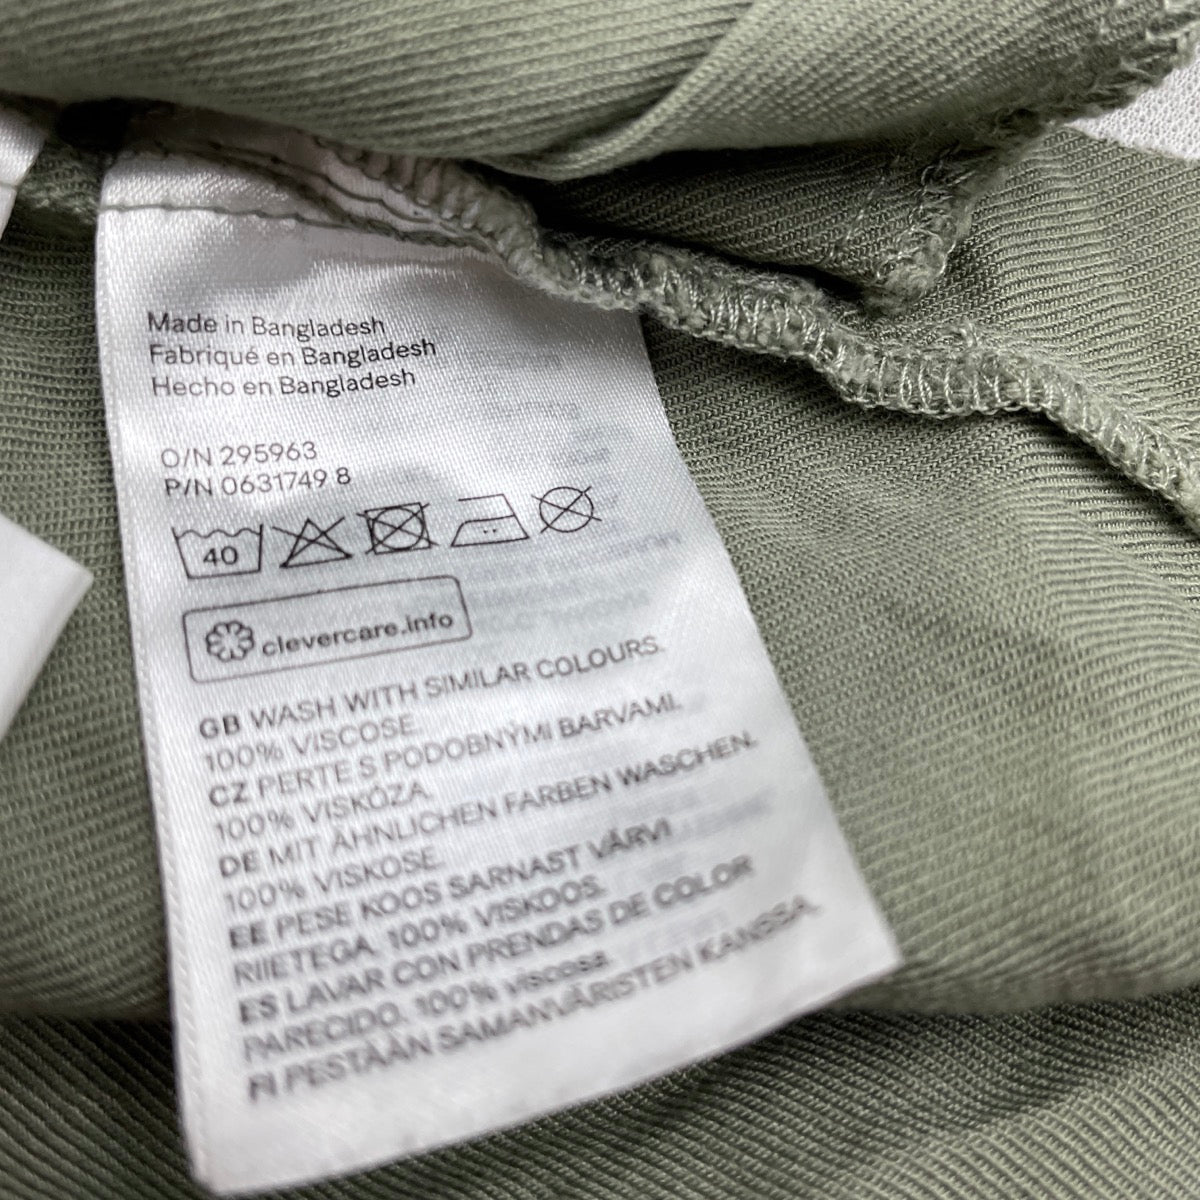 Made in Bangladesh
Fabriqué en Bangladesh
Hecho en Bangladesh
O/N 295963
P/N 0631749 8
40
clevercare.info
GB WASH WITH SIMILAR COLOURS.
100% VISCOSE.
CZ PERTE S PODOBNÝMI BARVAMI.
100% VISKÓZA.
DE MIT ÄHNLICHEN FARBEN WASCHEN.
100% VISKOSE.
EE PESE KOOS SARNAST VÄRVI
RIIETEGA. 100% VISKOOS.
ES LAVAR CON PRENDAS DE COLOR
PARECIDO. 100% viscosa.
FI PESTÄÄN SAMANVÄRISTEN KANSSA.